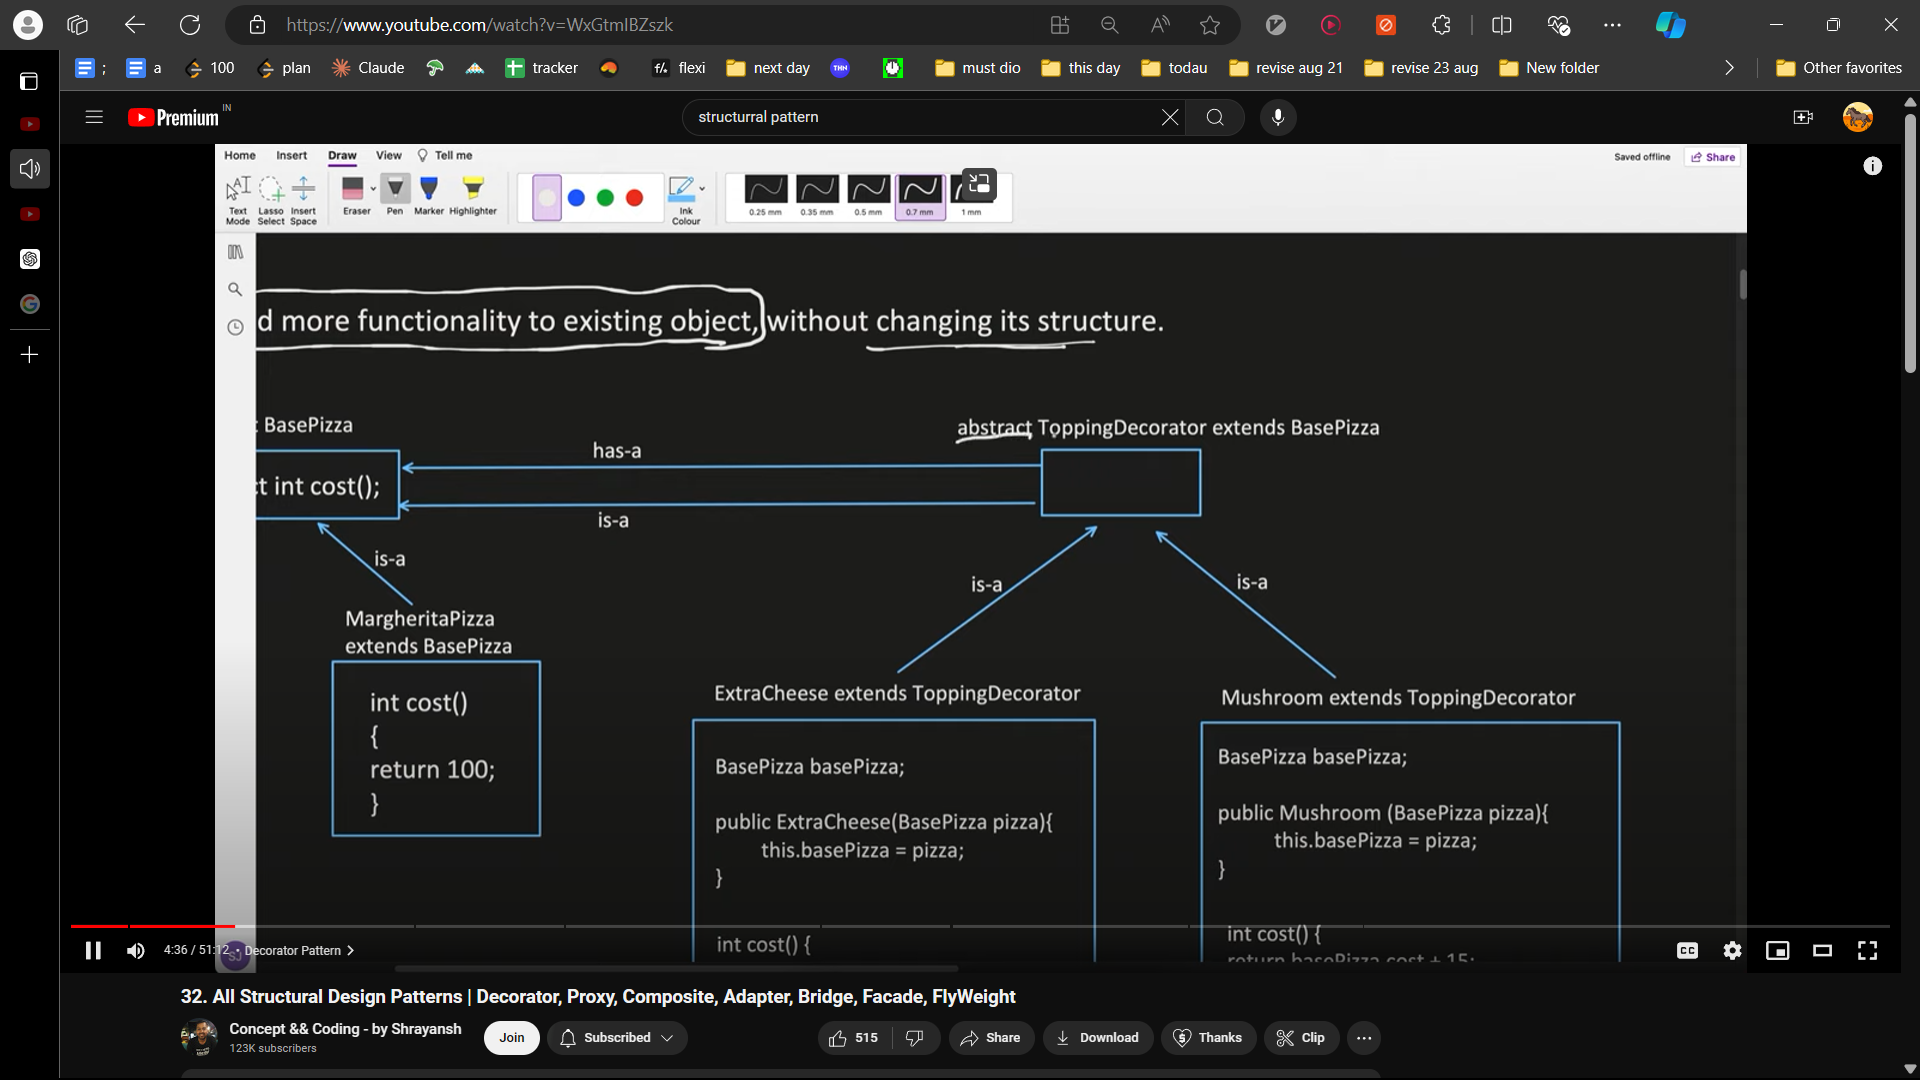 https://www.youtube.com/watch?v=WxGtmIBZszk
; a 100 plan Claude tracker f/. flexi next day THN must dio this day todau revise aug 21 revise 23 aug New folder Other favorites
Premium IN
structurral pattern
Home Insert Draw View Tell me
Saved offline Share
Text Mode
Lasso Select
Insert Space
Eraser Pen Marker Highlighter
Ink Colour
0.25 mm 0.35 mm 0.5 mm 0.7 mm 1 mm
d more functionality to existing object, without changing its structure.
BasePizza
abstract ToppingDecorator extends BasePizza
has-a
ct int cost();
is-a
is-a
is-a
is-a
MargheritaPizza
extends BasePizza
int cost()
{
return 100;
}
ExtraCheese extends ToppingDecorator
BasePizza basePizza;
public ExtraCheese(BasePizza pizza){
this.basePizza = pizza;
}
int cost() {
Mushroom extends ToppingDecorator
BasePizza basePizza;
public Mushroom (BasePizza pizza){
this.basePizza = pizza;
}
int cost() {
return basePizza.cost + 15;
SJ
4:36 / 51:12 • Decorator Pattern
CC
32. All Structural Design Patterns | Decorator, Proxy, Composite, Adapter, Bridge, Facade, FlyWeight
Concept && Coding - by Shrayansh
123K subscribers
Join Subscribed 515 Share Download Thanks Clip